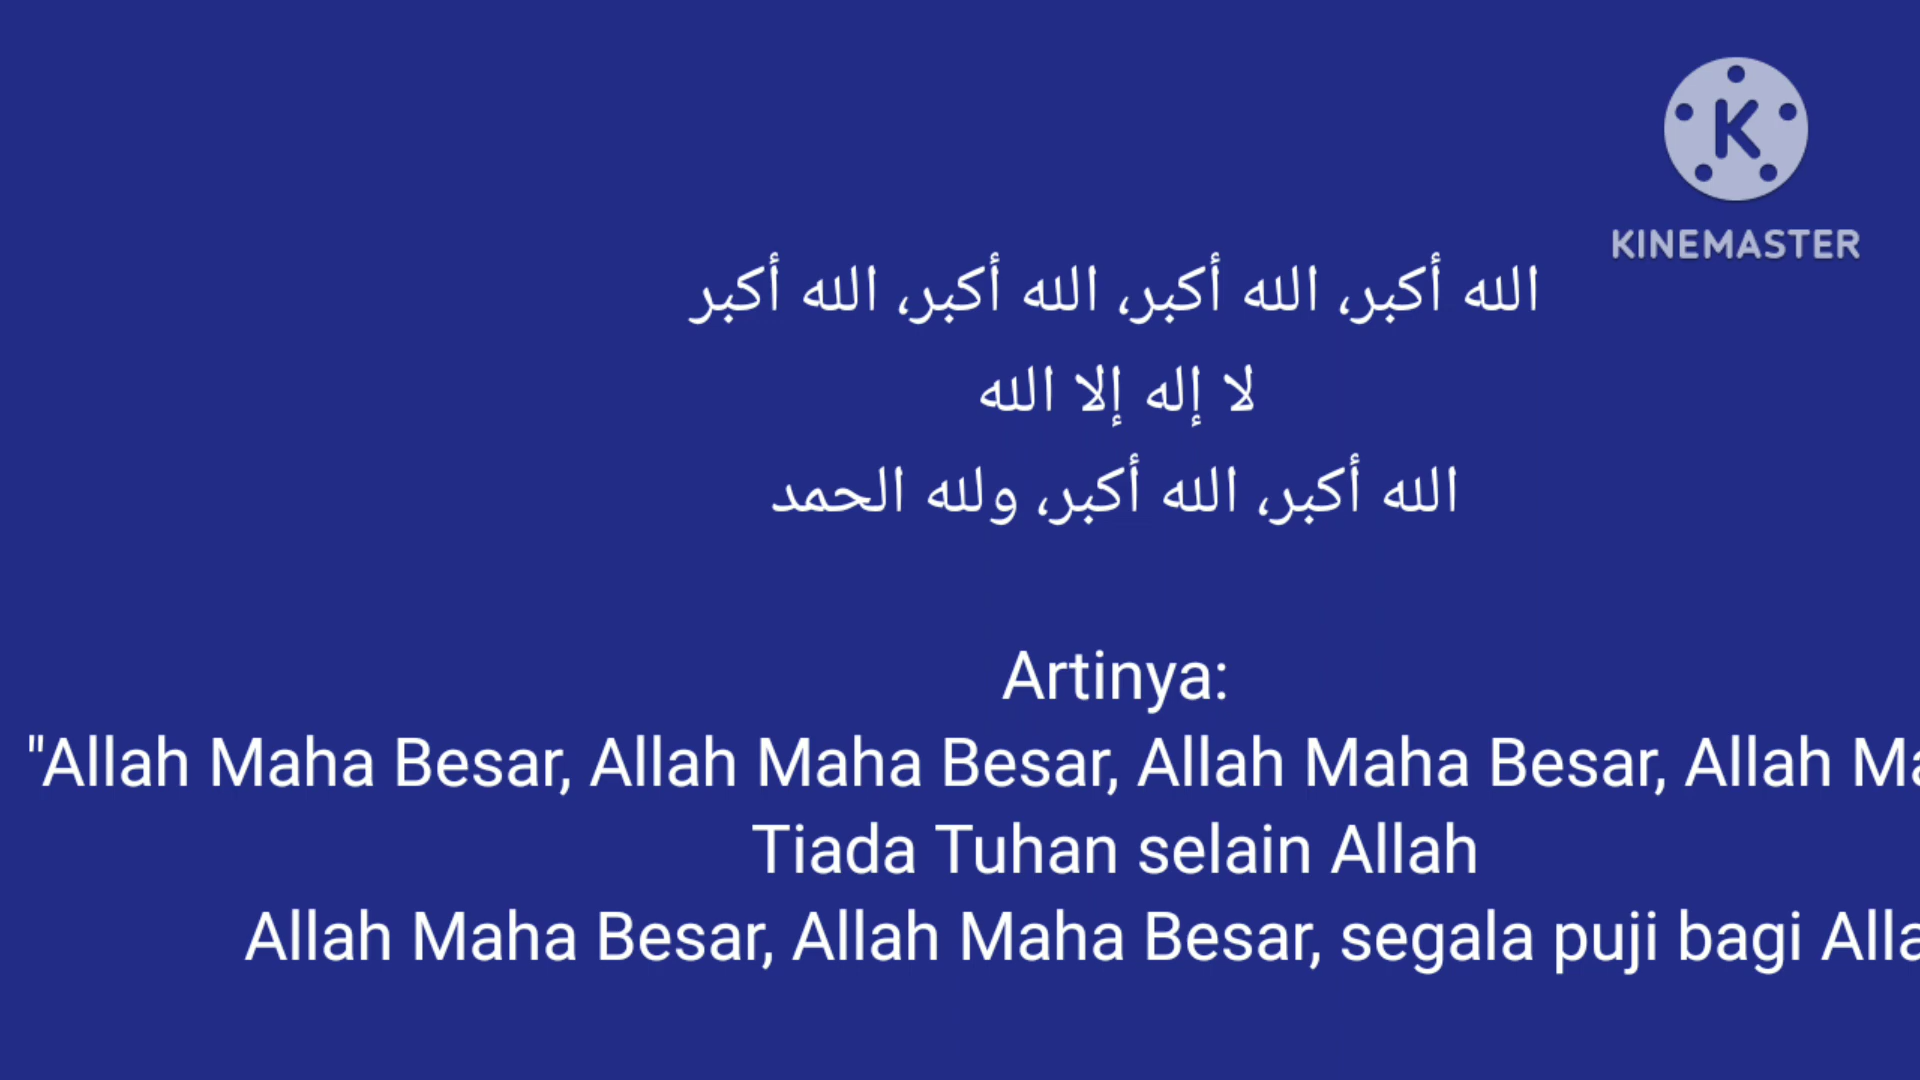 KINEMASTER
الله أكبر، الله أكبر، الله أكبر، الله أكبر
لا إله إلا الله
الله أكبر، الله أكبر، ولله الحمد
Artinya:
"Allah Maha Besar, Allah Maha Besar, Allah Maha Besar, Allah
Tiada Tuhan selain Allah
Allah Maha Besar, Allah Maha Besar, segala puji bagi